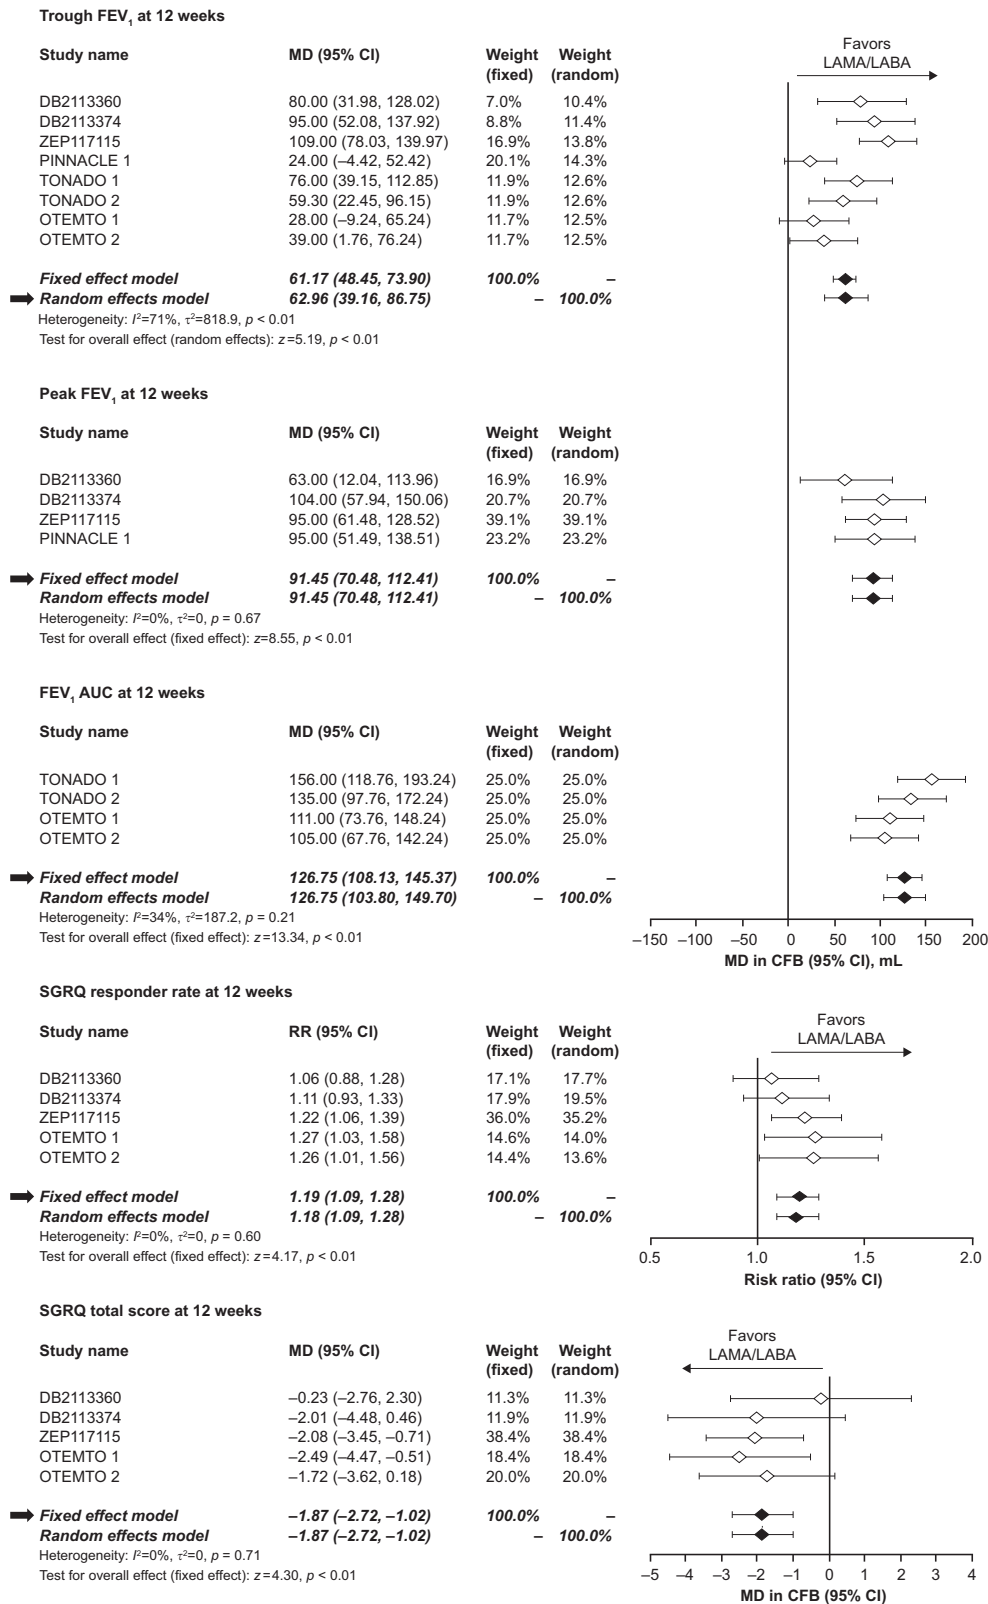 Trough FEV₁ at 12 weeks
Favors
LAMA/LABA
Study name MD (95% CI) Weight (fixed) Weight (random)
DB2113360 80.00 (31.98, 128.02) 7.0% 10.4%
DB2113374 95.00 (52.08, 137.92) 8.8% 11.4%
ZEP117115 109.00 (78.03, 139.97) 16.9% 13.8%
PINNACLE 1 24.00 (–4.42, 52.42) 20.1% 14.3%
TONADO 1 76.00 (39.15, 112.85) 11.9% 12.6%
TONADO 2 59.30 (22.45, 96.15) 11.9% 12.6%
OTEMTO 1 28.00 (–9.24, 65.24) 11.7% 12.5%
OTEMTO 2 39.00 (1.76, 76.24) 11.7% 12.5%
Fixed effect model 61.17 (48.45, 73.90) 100.0% –
Random effects model 62.96 (39.16, 86.75) – 100.0%
Heterogeneity: I²=71%, τ²=818.9, p < 0.01
Test for overall effect (random effects): z=5.19, p < 0.01
Peak FEV₁ at 12 weeks
Study name MD (95% CI) Weight (fixed) Weight (random)
DB2113360 63.00 (12.04, 113.96) 16.9% 16.9%
DB2113374 104.00 (57.94, 150.06) 20.7% 20.7%
ZEP117115 95.00 (61.48, 128.52) 39.1% 39.1%
PINNACLE 1 95.00 (51.49, 138.51) 23.2% 23.2%
Fixed effect model 91.45 (70.48, 112.41) 100.0% –
Random effects model 91.45 (70.48, 112.41) – 100.0%
Heterogeneity: I²=0%, τ²=0, p = 0.67
Test for overall effect (fixed effect): z=8.55, p < 0.01
FEV₁ AUC at 12 weeks
Study name MD (95% CI) Weight (fixed) Weight (random)
TONADO 1 156.00 (118.76, 193.24) 25.0% 25.0%
TONADO 2 135.00 (97.76, 172.24) 25.0% 25.0%
OTEMTO 1 111.00 (73.76, 148.24) 25.0% 25.0%
OTEMTO 2 105.00 (67.76, 142.24) 25.0% 25.0%
Fixed effect model 126.75 (108.13, 145.37) 100.0% –
Random effects model 126.75 (103.80, 149.70) – 100.0%
Heterogeneity: I²=34%, τ²=187.2, p = 0.21
Test for overall effect (fixed effect): z=13.34, p < 0.01
–150 –100 –50 0 50 100 150 200
MD in CFB (95% CI), mL
SGRQ responder rate at 12 weeks
Favors
LAMA/LABA
Study name RR (95% CI) Weight (fixed) Weight (random)
DB2113360 1.06 (0.88, 1.28) 17.1% 17.7%
DB2113374 1.11 (0.93, 1.33) 17.9% 19.5%
ZEP117115 1.22 (1.06, 1.39) 36.0% 35.2%
OTEMTO 1 1.27 (1.03, 1.58) 14.6% 14.0%
OTEMTO 2 1.26 (1.01, 1.56) 14.4% 13.6%
Fixed effect model 1.19 (1.09, 1.28) 100.0% –
Random effects model 1.18 (1.09, 1.28) – 100.0%
Heterogeneity: I²=0%, τ²=0, p = 0.60
Test for overall effect (fixed effect): z=4.17, p < 0.01
0.5 1.0 1.5 2.0
Risk ratio (95% CI)
SGRQ total score at 12 weeks
Favors
LAMA/LABA
Study name MD (95% CI) Weight (fixed) Weight (random)
DB2113360 –0.23 (–2.76, 2.30) 11.3% 11.3%
DB2113374 –2.01 (–4.48, 0.46) 11.9% 11.9%
ZEP117115 –2.08 (–3.45, –0.71) 38.4% 38.4%
OTEMTO 1 –2.49 (–4.47, –0.51) 18.4% 18.4%
OTEMTO 2 –1.72 (–3.62, 0.18) 20.0% 20.0%
Fixed effect model –1.87 (–2.72, –1.02) 100.0% –
Random effects model –1.87 (–2.72, –1.02) – 100.0%
Heterogeneity: I²=0%, τ²=0, p = 0.71
Test for overall effect (fixed effect): z=4.30, p < 0.01
–5 –4 –3 –2 –1 0 1 2 3 4
MD in CFB (95% CI)